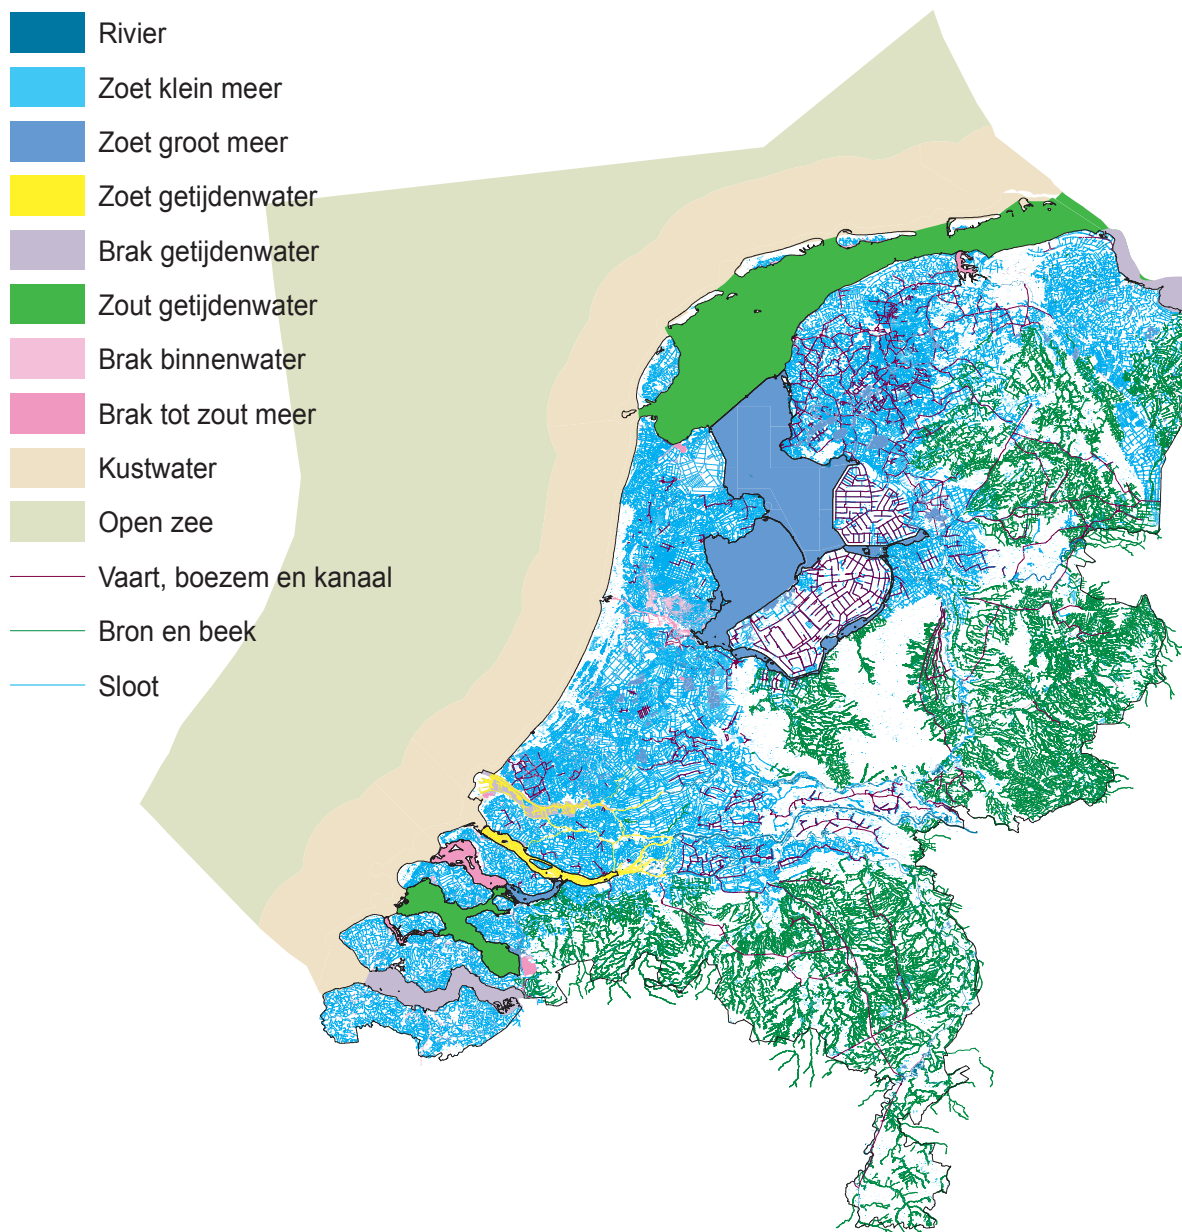 Rivier
Zoet klein meer
Zoet groot meer
Zoet getijdenwater
Brak getijdenwater
Zout getijdenwater
Brak binnenwater
Brak tot zout meer
Kustwater
Open zee
Vaart, boezem en kanaal
Bron en beek
Sloot